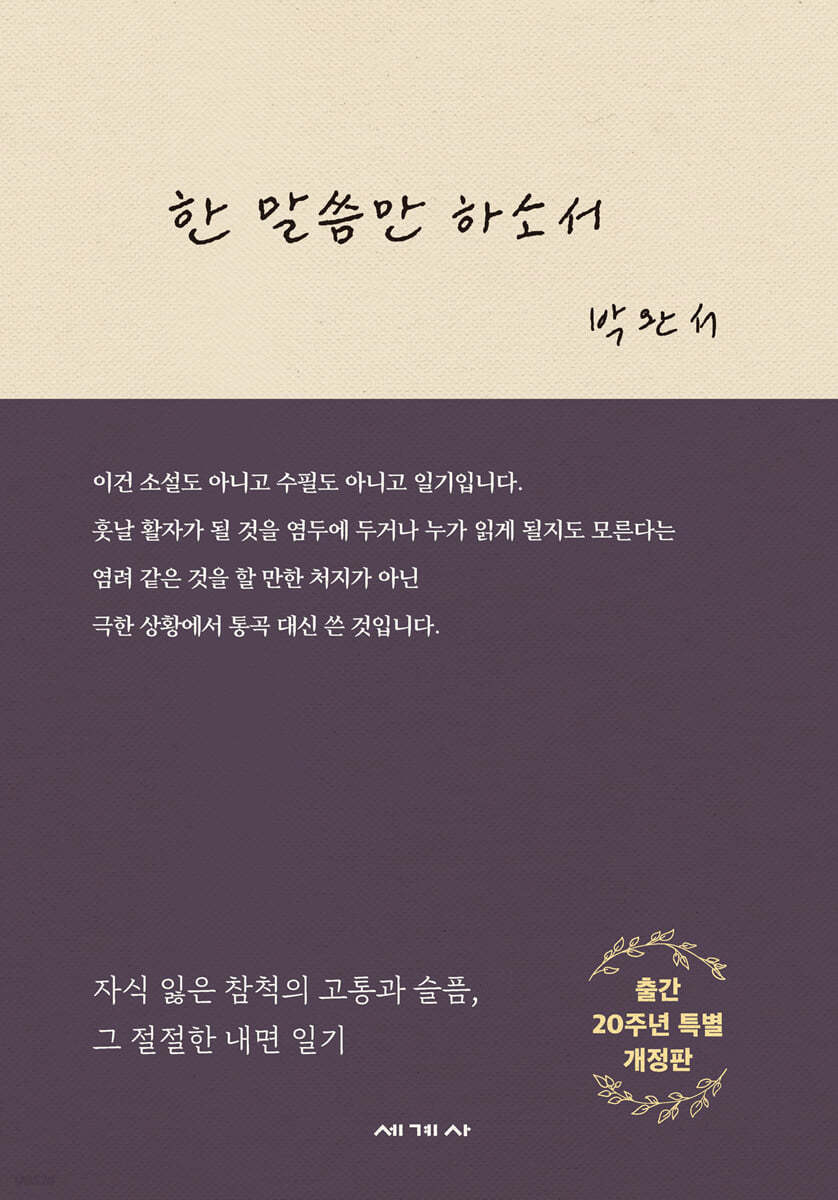 한 말씀만 하소서
박완서
이건 소설도 아니고 수필도 아니고 일기입니다.
훗날 활자가 될 것을 염두에 두거나 누가 읽게 될지도 모른다는
염려 같은 것을 할 만한 처지가 아닌
극한 상황에서 통곡 대신 쓴 것입니다.
자식 잃은 참척의 고통과 슬픔,
그 절절한 내면 일기
출간
20주년 특별
개정판
세계사